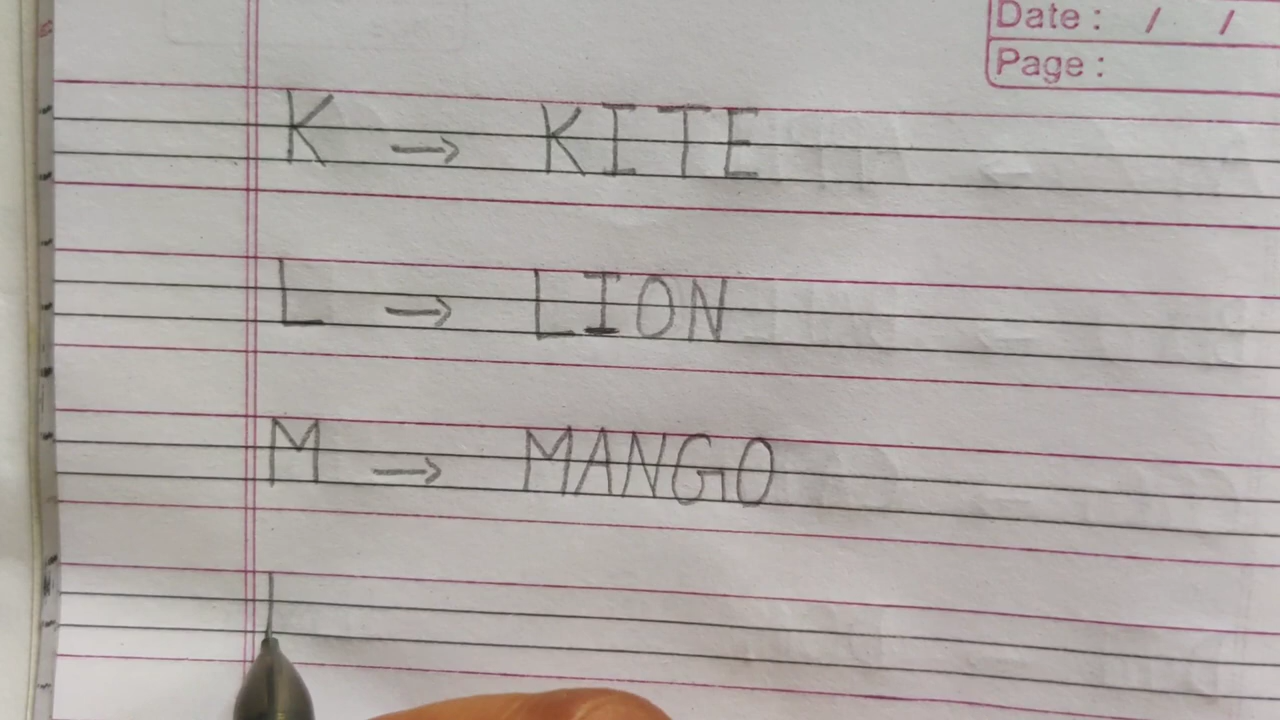 Date : / /
Page :
K → KITE
L → LION
M → MANGO